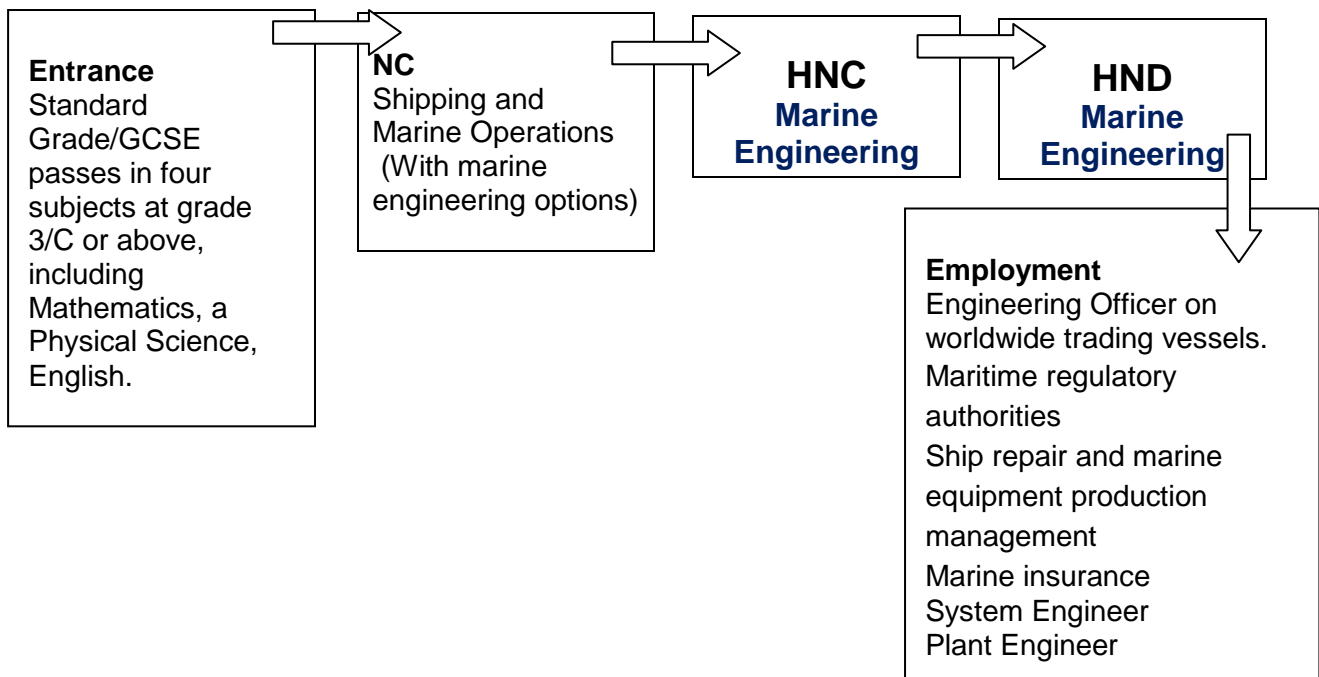 Entrance
Standard
Grade/GCSE
passes in four
subjects at grade
3/C or above,
including
Mathematics, a
Physical Science,
English.
NC
Shipping and
Marine Operations
(With marine
engineering options)
HNC
Marine
Engineering
HND
Marine
Engineering
Employment
Engineering Officer on
worldwide trading vessels.
Maritime regulatory
authorities
Ship repair and marine
equipment production
management
Marine insurance
System Engineer
Plant Engineer